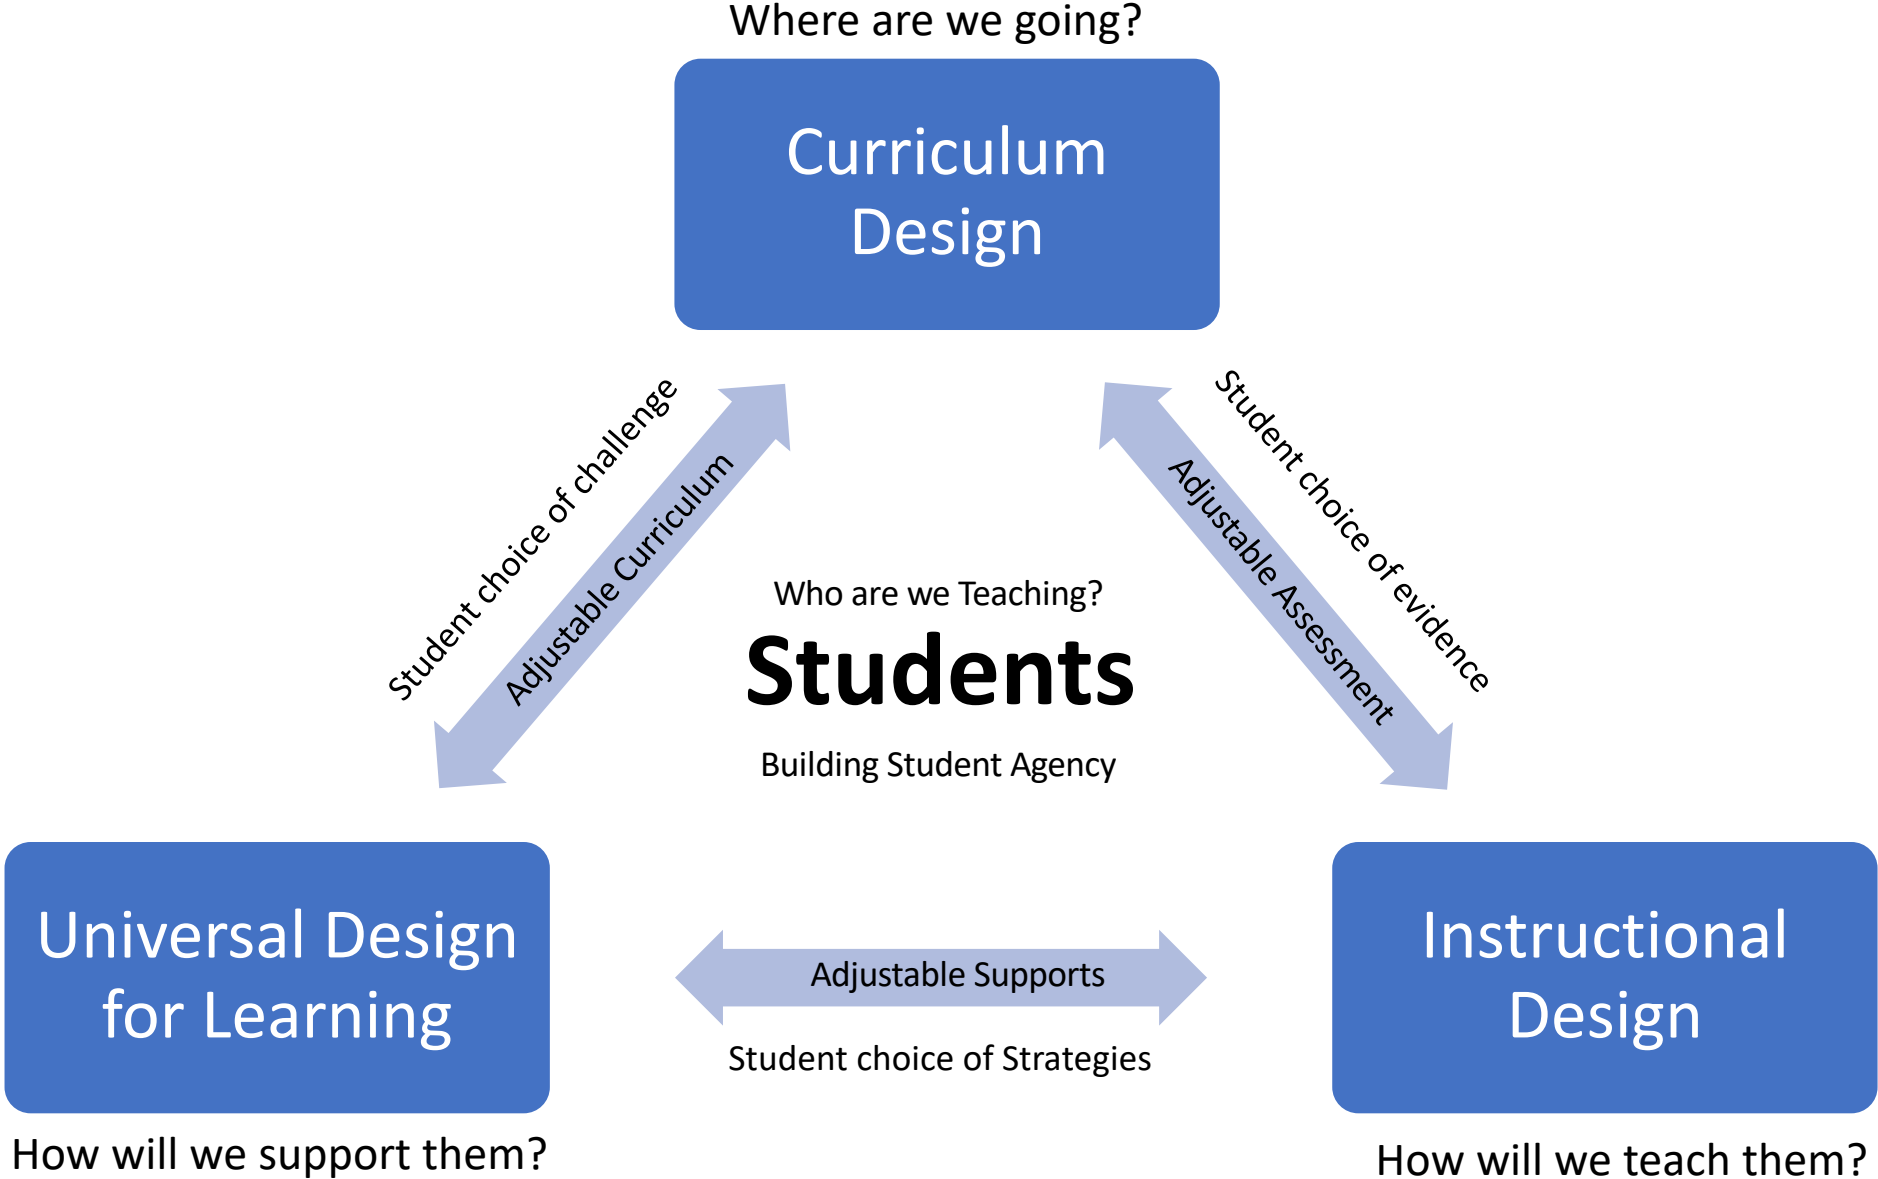 Where are we going?
Curriculum
Design
Student choice of challenge
Adjustable Curriculum
Student choice of evidence
Adjustable Assessment
Who are we Teaching?
Students
Building Student Agency
Universal Design
for Learning
Adjustable Supports
Student choice of Strategies
Instructional
Design
How will we support them?
How will we teach them?